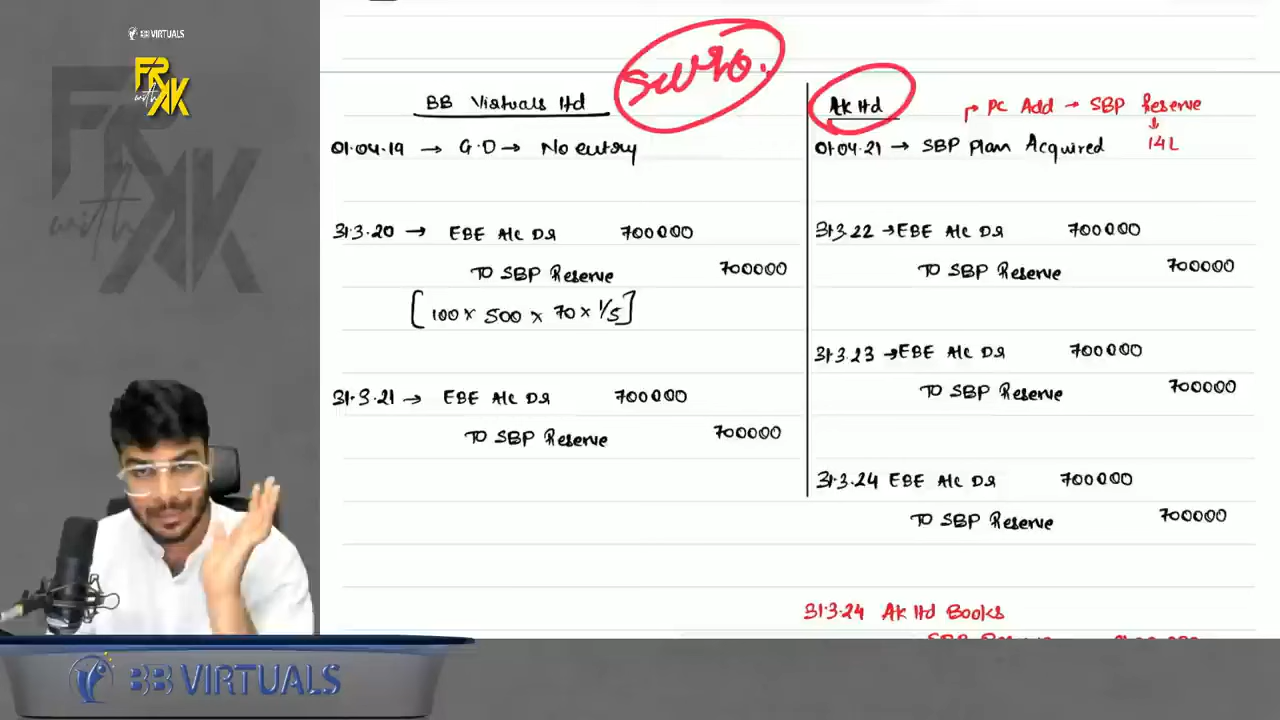 BB VIRTUALS
FR
with
AK
BB Virtuals Ltd
01.04.19 → G.D → No entry
31.3.20 → EBE A/c Dr 700000
TO SBP Reserve 700000
[100 x 500 x 70 x 1/5]
31.3.21 → EBE A/c Dr 700000
TO SBP Reserve 700000
AK Ltd
PC Add → SBP Reserve
14L
01.04.21 → SBP Plan Acquired
31.3.22 → EBE A/c Dr 700000
TO SBP Reserve 700000
31.3.23 → EBE A/c Dr 700000
TO SBP Reserve 700000
31.3.24 EBE A/c Dr 700000
TO SBP Reserve 700000
31.3.24 AK Ltd Books
BB VIRTUALS